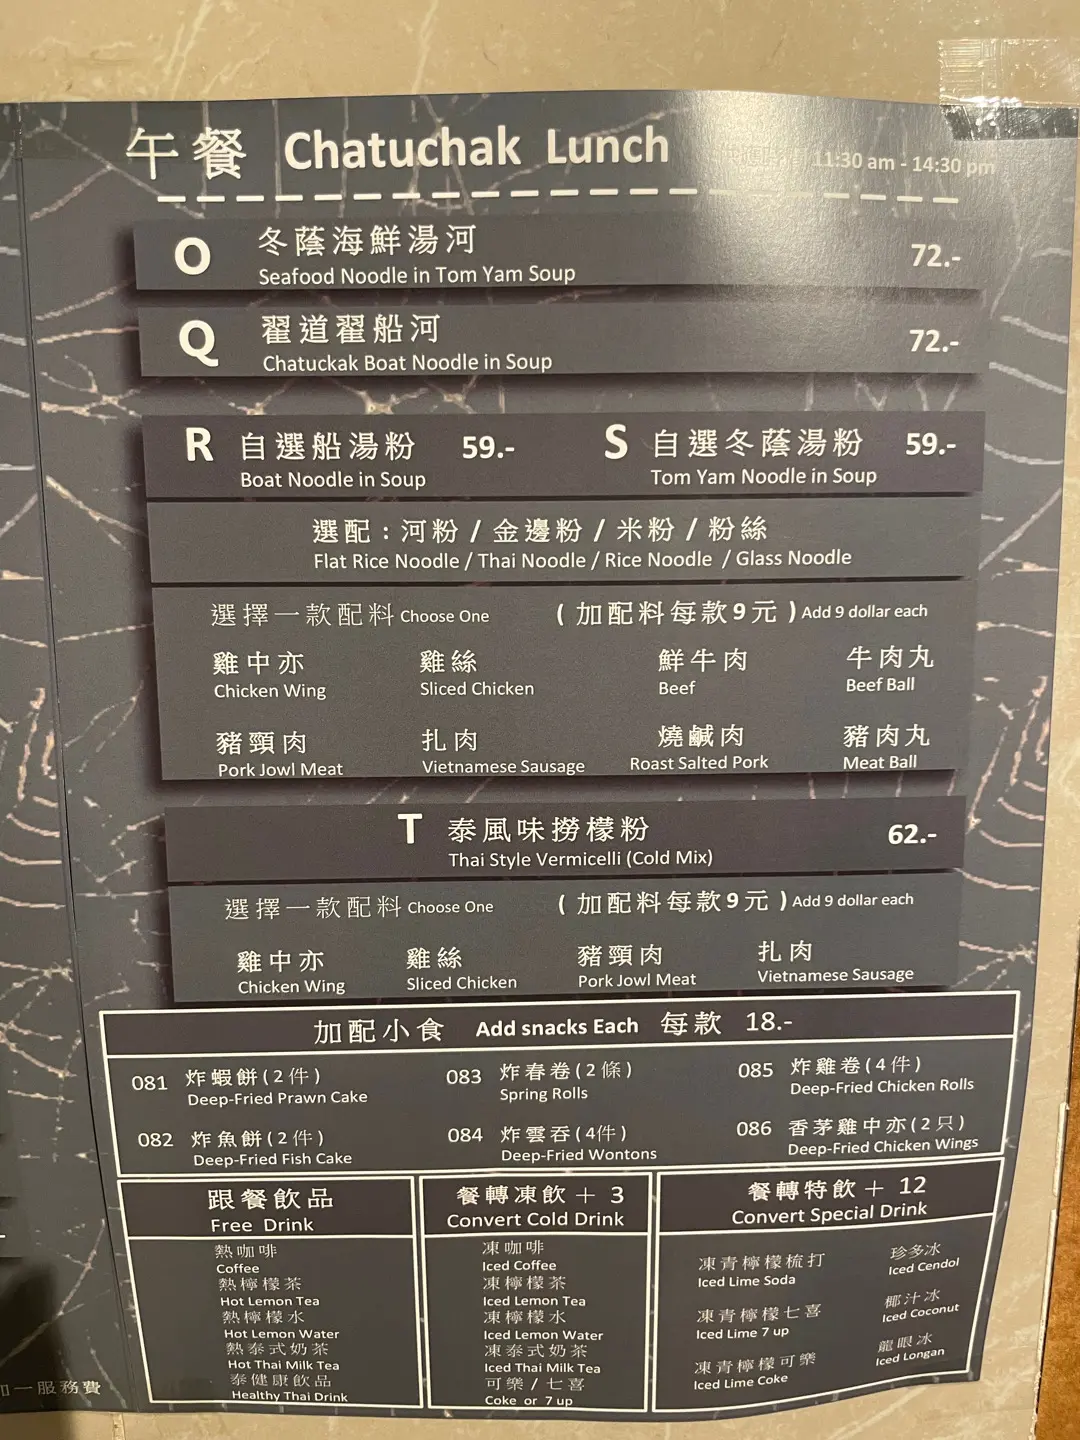 午餐 Chatuchak Lunch 11:30 am - 14:30 pm
O 冬蔭海鮮湯河 72.-
Seafood Noodle in Tom Yam Soup
Q 翟道翟船河 72.-
Chatuckak Boat Noodle in Soup
R 自選船湯粉 59.- S 自選冬蔭湯粉 59.-
Boat Noodle in Soup Tom Yam Noodle in Soup
選配：河粉 / 金邊粉 / 米粉 / 粉絲
Flat Rice Noodle / Thai Noodle / Rice Noodle / Glass Noodle
選擇一款配料 Choose One (加配料每款9元) Add 9 dollar each
雞中亦 雞絲 鮮牛肉 牛肉丸
Chicken Wing Sliced Chicken Beef Beef Ball
豬頸肉 扎肉 燒鹹肉 豬肉丸
Pork Jowl Meat Vietnamese Sausage Roast Salted Pork Meat Ball
T 泰風味撈檬粉 62.-
Thai Style Vermicelli (Cold Mix)
選擇一款配料 Choose One (加配料每款9元) Add 9 dollar each
雞中亦 雞絲 豬頸肉 扎肉
Chicken Wing Sliced Chicken Pork Jowl Meat Vietnamese Sausage
加配小食 Add snacks Each 每款 18.-
081 炸蝦餅(2件) 083 炸春卷(2條) 085 炸雞卷(4件)
Deep-Fried Prawn Cake Spring Rolls Deep-Fried Chicken Rolls
082 炸魚餅(2件) 084 炸雲吞(4件) 086 香茅雞中亦(2只)
Deep-Fried Fish Cake Deep-Fried Wontons Deep-Fried Chicken Wings
跟餐飲品
Free Drink
熱咖啡
Coffee
熱檸檬茶
Hot Lemon Tea
熱檸檬水
Hot Lemon Water
熱泰式奶茶
Hot Thai Milk Tea
泰健康飲品
Healthy Thai Drink
餐轉凍飲＋ 3
Convert Cold Drink
凍咖啡
Iced Coffee
凍檸檬茶
Iced Lemon Tea
凍檸檬水
Iced Lemon Water
凍泰式奶茶
Iced Thai Milk Tea
可樂 / 七喜
Coke or 7 up
餐轉特飲＋ 12
Convert Special Drink
凍青檸檬梳打 珍多冰
Iced Lime Soda Iced Cendol
凍青檸檬七喜 椰汁冰
Iced Lime 7 up Iced Coconut
凍青檸檬可樂 龍眼冰
Iced Lime Coke Iced Longan
加一服務費